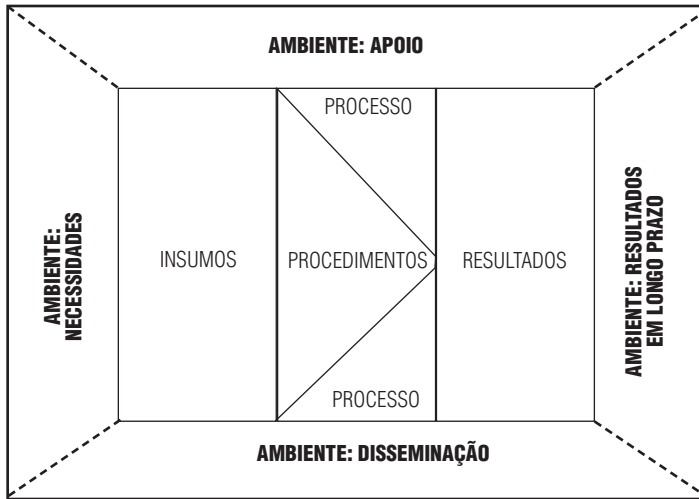 AMBIENTE: APOIO
PROCESSO
AMBIENTE:
NECESSIDADES
INSUMOS
PROCEDIMENTOS
RESULTADOS
AMBIENTE: RESULTADOS
EM LONGO PRAZO
PROCESSO
AMBIENTE: DISSEMINAÇÃO